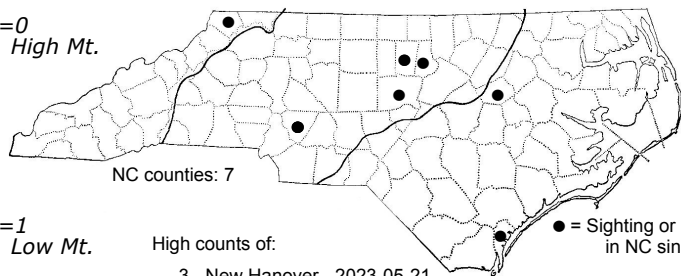 =0
High Mt.
NC counties: 7
=1
Low Mt.
High counts of:
● = Sighting or
in NC sin
3 - New Hanover - 2023-05-21